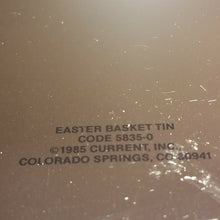 EASTER BASKET TIN
CODE 5835-0
©1985 CURRENT, INC.,
COLORADO SPRINGS, CO 80941